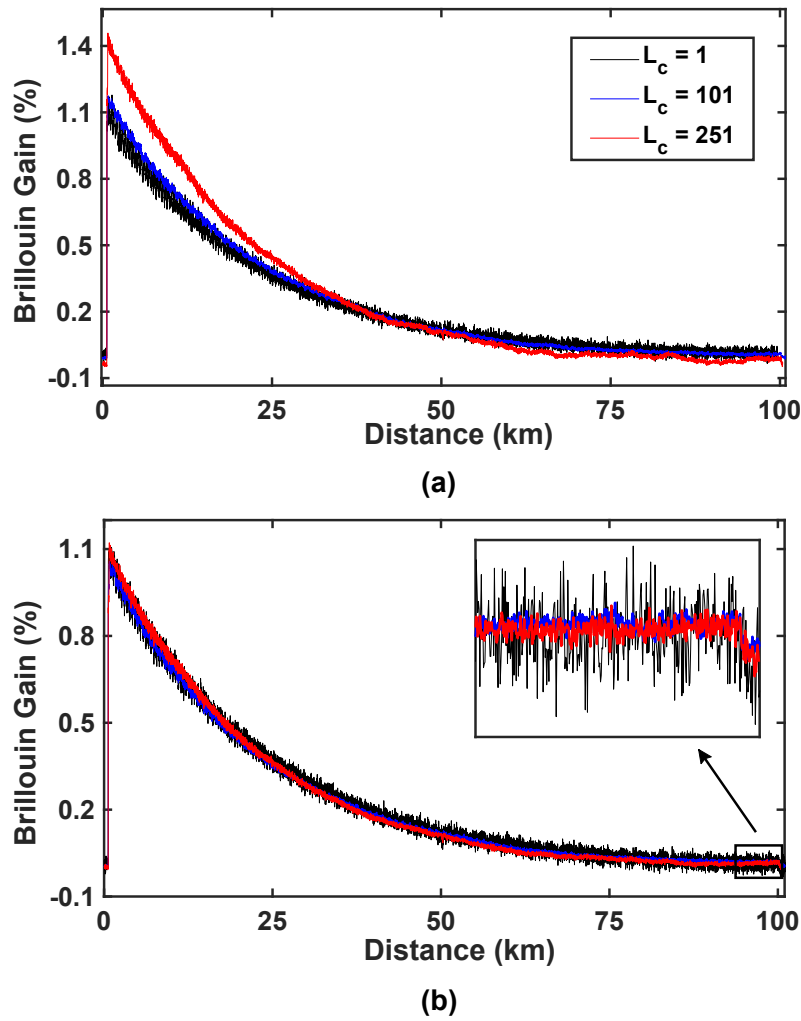 1.4
1.1
0.8
0.5
0.2
-0.1
Brillouin Gain (%)
L_c = 1
L_c = 101
L_c = 251
0 25 50 75 100
Distance (km)
(a)
1.1
0.8
0.5
0.2
-0.1
Brillouin Gain (%)
0 25 50 75 100
Distance (km)
(b)